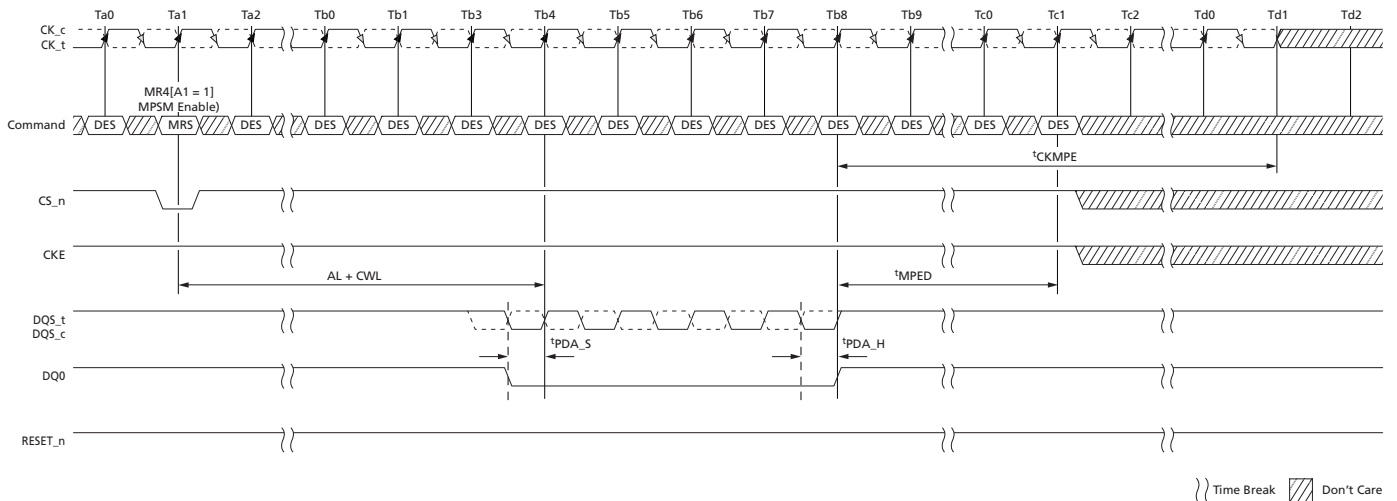 Ta0 Ta1 Ta2 Tb0 Tb1 Tb3 Tb4 Tb5 Tb6 Tb7 Tb8 Tb9 Tc0 Tc1 Tc2 Td0 Td1 Td2
CK_c
CK_t
MR4[A1 = 1]
MPSM Enable)
Command DES MRS DES DES DES DES DES DES DES DES DES DES DES DES
tCKMPE
CS_n
CKE
AL + CWL tMPED
DQS_t
DQS_c
tPDA_S tPDA_H
DQ0
RESET_n
Time Break Don't Care